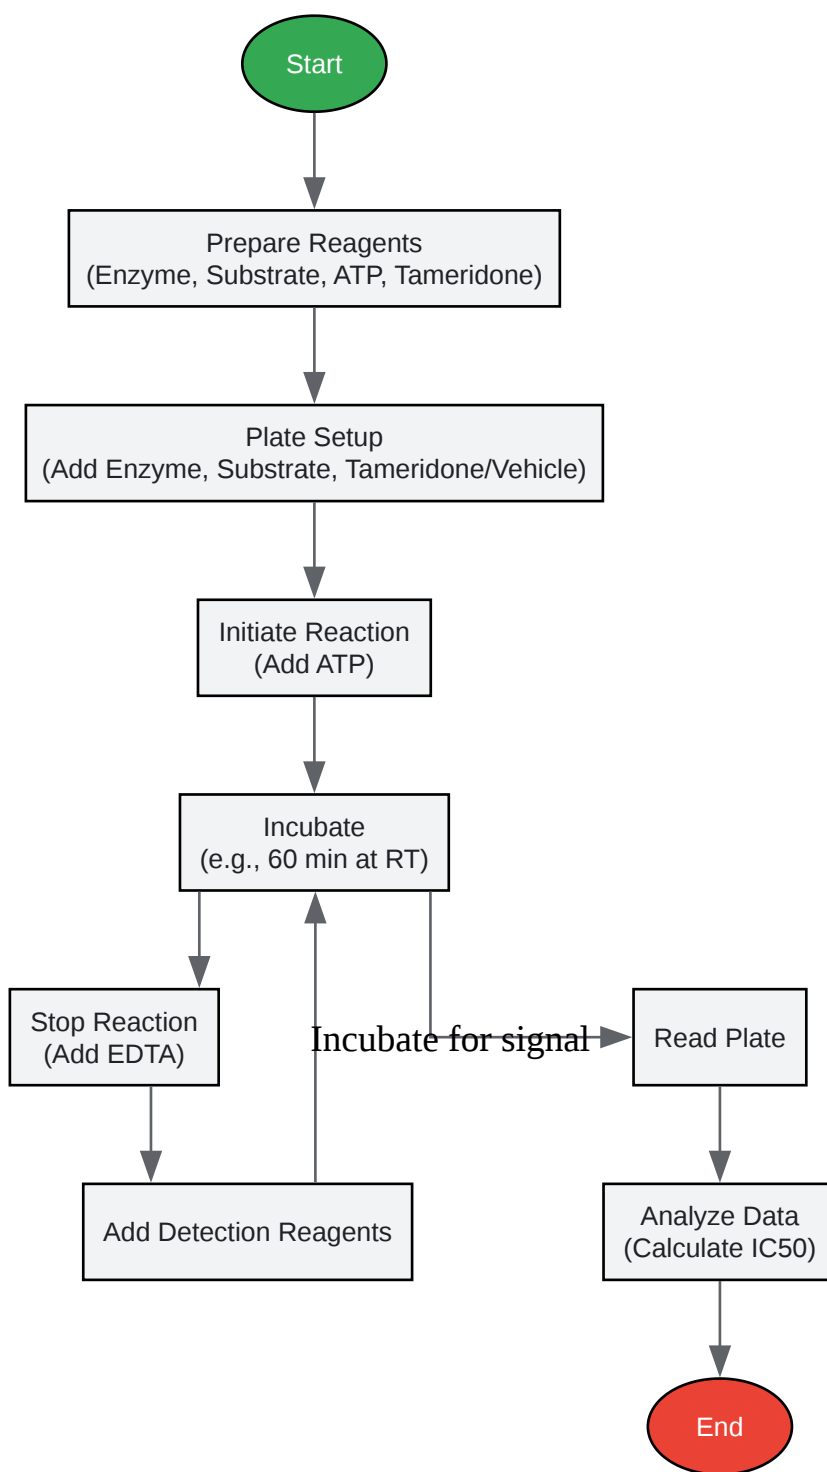 Start
Prepare Reagents
(Enzyme, Substrate, ATP, Tameridone)
Plate Setup
(Add Enzyme, Substrate, Tameridone/Vehicle)
Initiate Reaction
(Add ATP)
Incubate
(e.g., 60 min at RT)
Stop Reaction
(Add EDTA)
Incubate for signal
Read Plate
Add Detection Reagents
Analyze Data
(Calculate IC50)
End